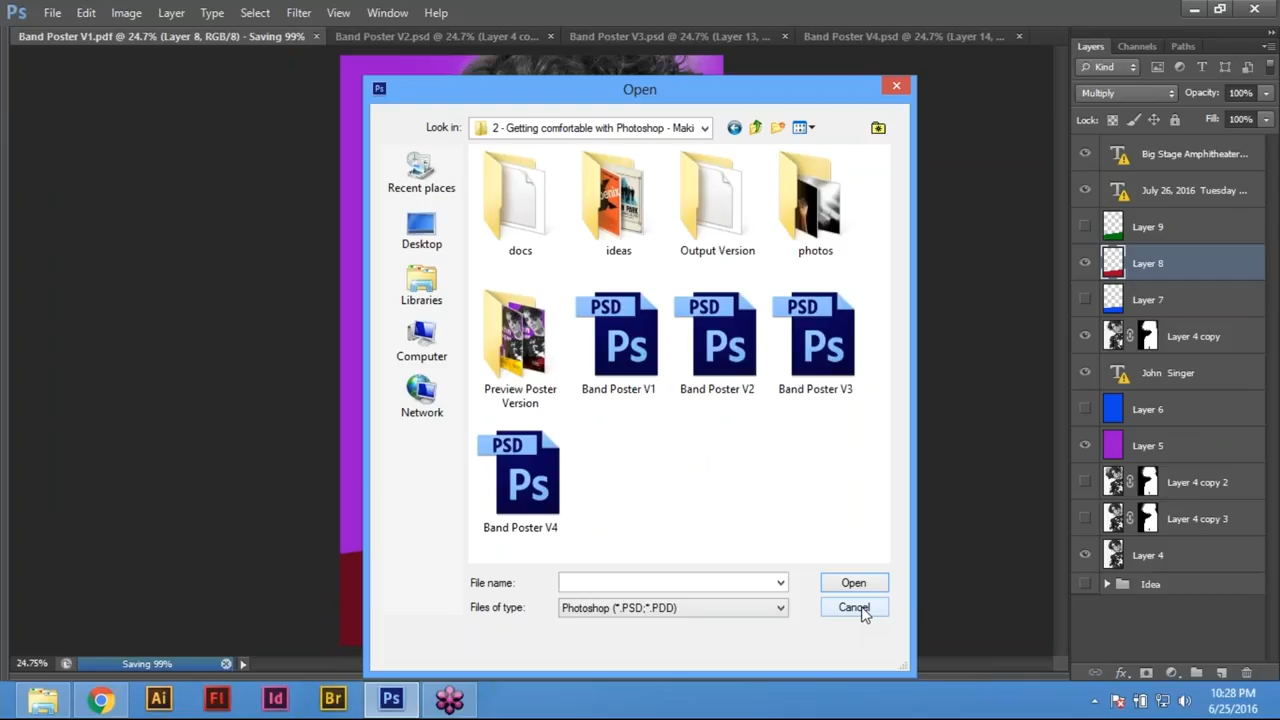 Ps File Edit Image Layer Type Select Filter View Window Help
Band Poster V1.pdf @ 24.7% (Layer 8, RGB/8) - Saving 99% × Band Poster V2.psd @ 24.7% (Layer 4 co... × Band Poster V3.psd @ 24.7% (Layer 13, ... × Band Poster V4.psd @ 24.7% (Layer 14, ... ×
Layers Channels Paths
Kind
Multiply Opacity: 100%
Lock: Fill: 100%
Big Stage Amphitheater...
July 26, 2016 Tuesday ...
Layer 9
Layer 8
Layer 7
Layer 4 copy
John Singer
Layer 6
Layer 5
Layer 4 copy 2
Layer 4 copy 3
Layer 4
Idea
Ps Open
Look in: 2 - Getting comfortable with Photoshop - Maki
Recent places
Desktop
Libraries
Computer
Network
docs ideas Output Version photos
PSD PSD PSD
Ps Ps Ps
Preview Poster Version Band Poster V1 Band Poster V2 Band Poster V3
PSD
Ps
Band Poster V4
File name: Open
Files of type: Photoshop (*.PSD;*.PDD) Cancel
24.75% Saving 99%
Ai Fl Id Br Ps
10:28 PM
6/25/2016